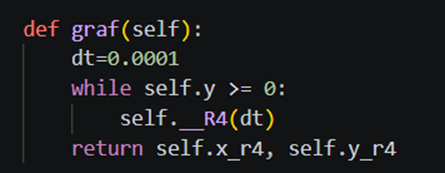 def graf(self):
    dt=0.0001
    while self.y >= 0:
        self.__R4(dt)
    return self.x_r4, self.y_r4